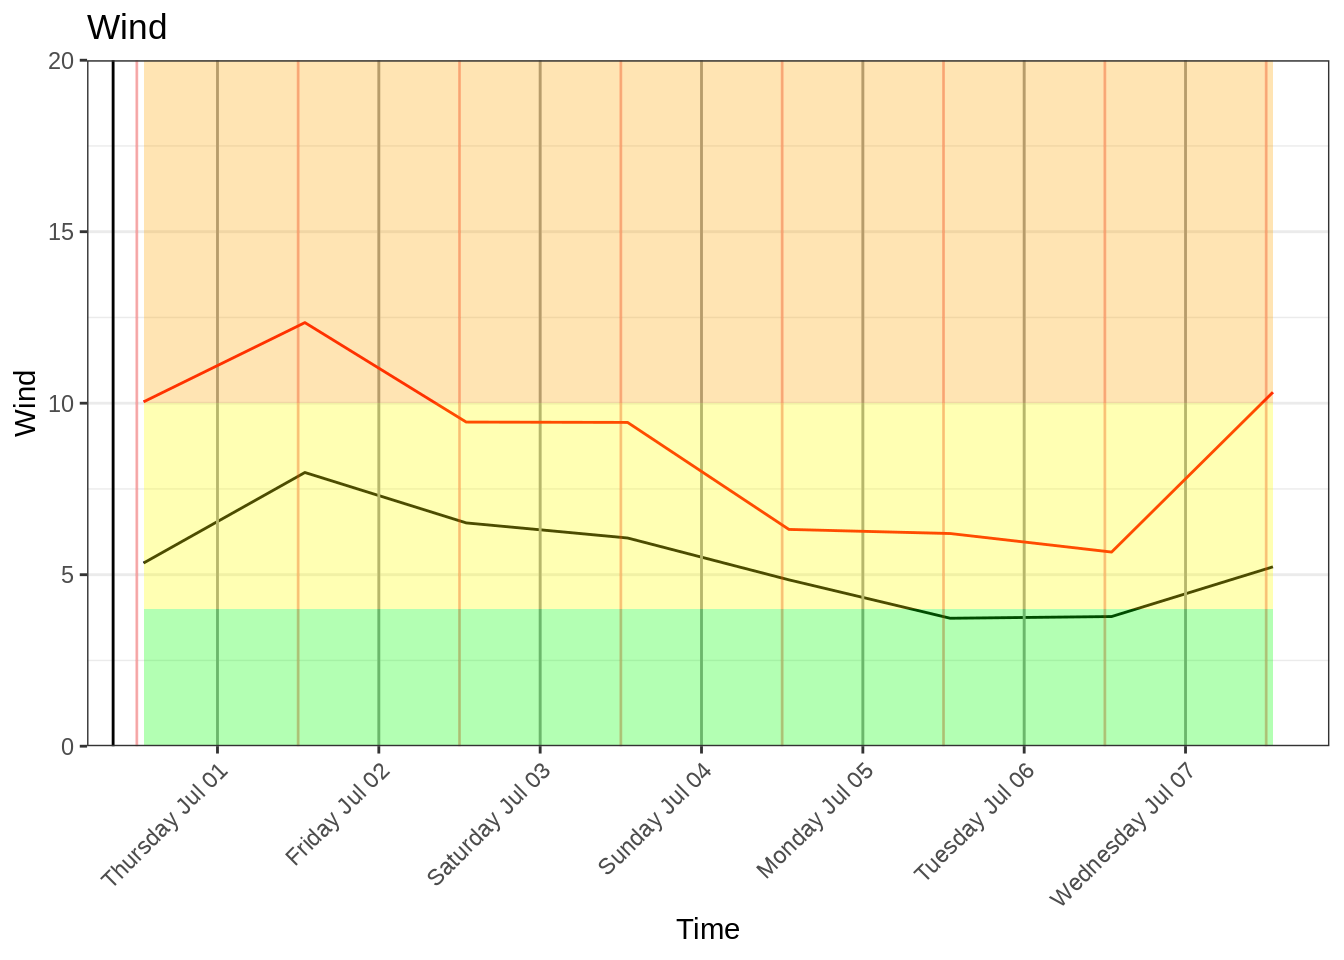 Wind
20
15
10
5
0
Wind
Thursday Jul 01
Friday Jul 02
Saturday Jul 03
Sunday Jul 04
Monday Jul 05
Tuesday Jul 06
Wednesday Jul 07
Time